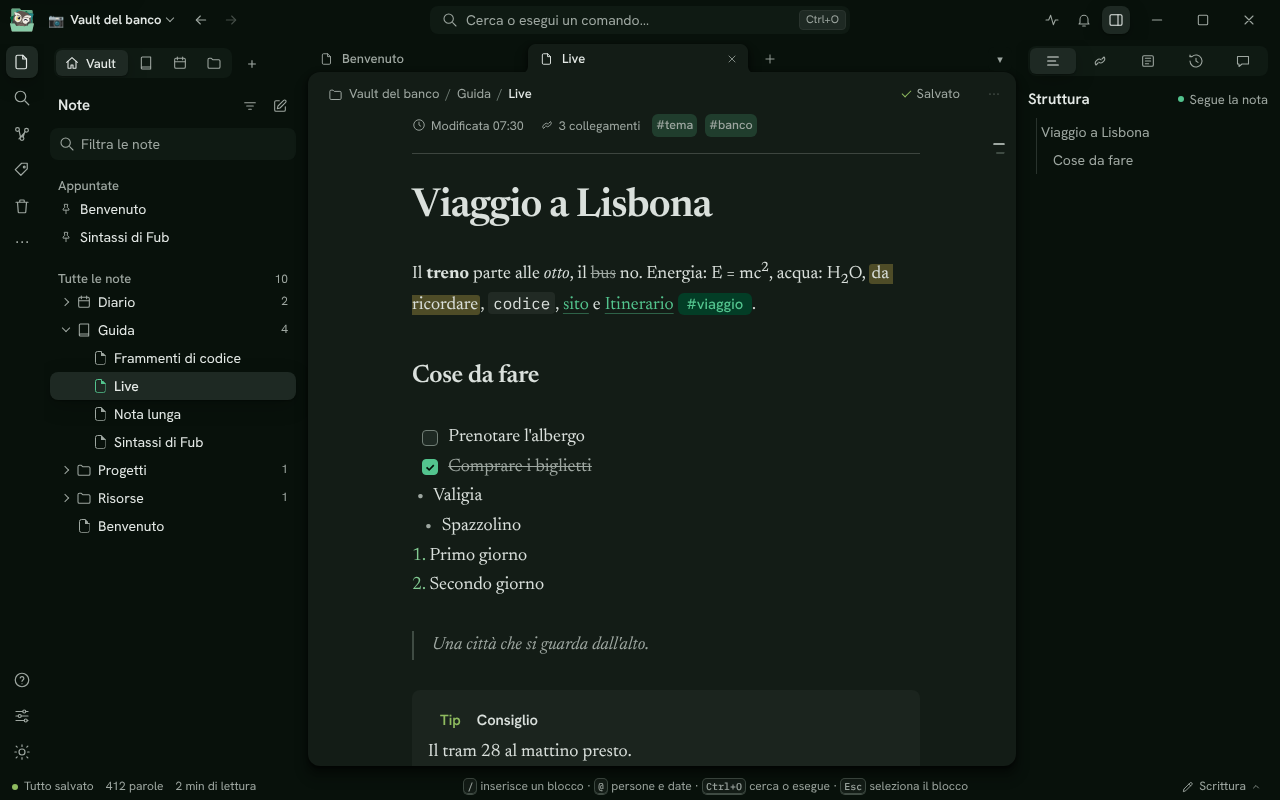 Vault del banco
Cerca o esegui un comando...
Ctrl+O
Vault
Benvenuto
Live
Note
Vault del banco / Guida / Live
Salvato
Struttura
Segue la nota
Filtra le note
Modificata 07:30
3 collegamenti
#tema
#banco
Viaggio a Lisbona
Cose da fare
Appuntate
Benvenuto
Sintassi di Fub
Tutte le note 10
Diario 2
Guida 4
Frammenti di codice
Live
Nota lunga
Sintassi di Fub
Progetti 1
Risorse 1
Benvenuto
Viaggio a Lisbona
Il treno parte alle otto, il bus no. Energia: E = mc2, acqua: H2O, da
ricordare, codice, sito e Itinerario #viaggio.
Cose da fare
Prenotare l'albergo
Comprare i biglietti
• Valigia
• Spazzolino
1. Primo giorno
2. Secondo giorno
Una città che si guarda dall'alto.
Tip Consiglio
Il tram 28 al mattino presto.
Tutto salvato 412 parole 2 min di lettura
/ inserisce un blocco · @ persone e date · Ctrl+O cerca o esegue · Esc seleziona il blocco
Scrittura